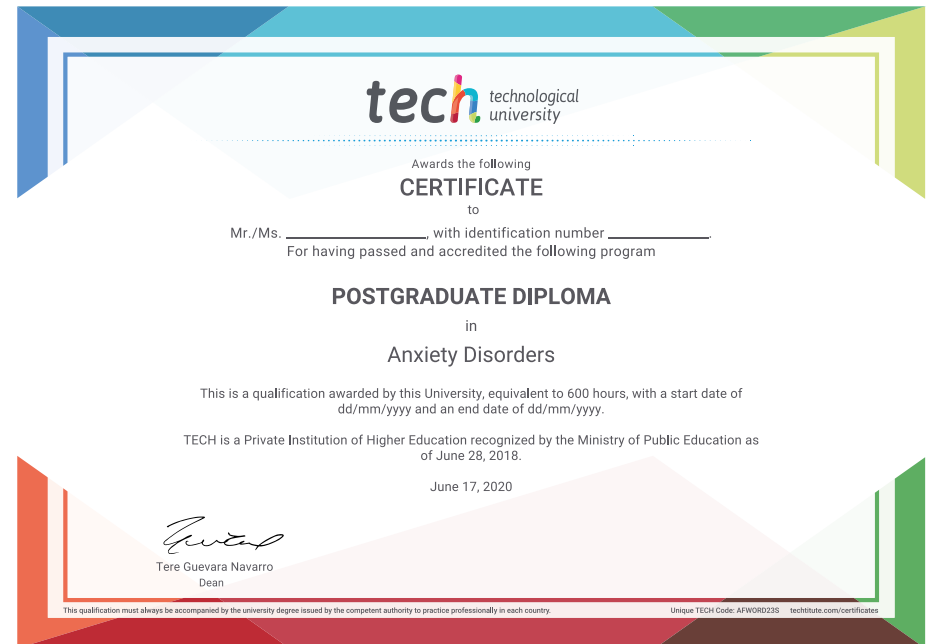 tech technological
university
Awards the following
CERTIFICATE
to
Mr./Ms. ____________________, with identification number ______________.
For having passed and accredited the following program
POSTGRADUATE DIPLOMA
in
Anxiety Disorders
This is a qualification awarded by this University, equivalent to 600 hours, with a start date of
dd/mm/yyyy and an end date of dd/mm/yyyy.
TECH is a Private Institution of Higher Education recognized by the Ministry of Public Education as
of June 28, 2018.
June 17, 2020
Tere Guevara Navarro
Dean
This qualification must always be accompanied by the university degree issued by the competent authority to practice professionally in each country. Unique TECH Code: AFWORD23S techtitute.com/certificates